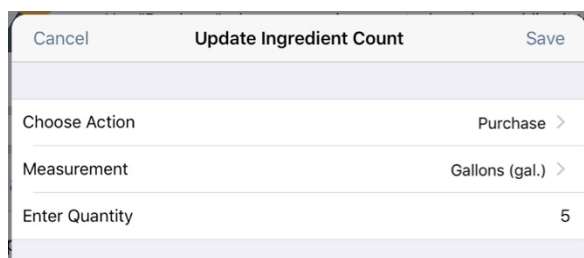 Cancel Update Ingredient Count Save
Choose Action Purchase
Measurement Gallons (gal.)
Enter Quantity 5